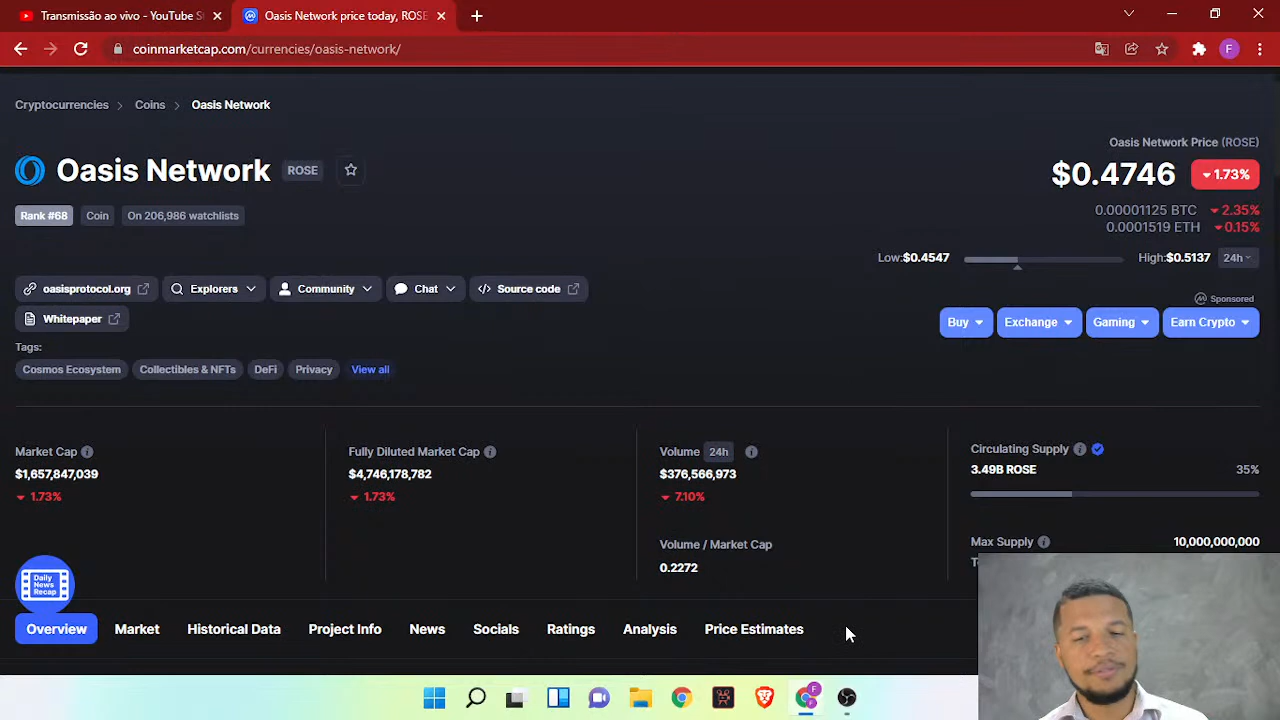 Transmissão ao vivo - YouTube S
Oasis Network price today, ROSE
coinmarketcap.com/currencies/oasis-network/
F
Cryptocurrencies > Coins > Oasis Network
Oasis Network Price (ROSE)
Oasis Network ROSE
$0.4746 1.73%
Rank #68 Coin On 206,986 watchlists
0.00001125 BTC 2.35%
0.0001519 ETH 0.15%
Low:$0.4547 High:$0.5137 24h
oasisprotocol.org Explorers Community Chat Source code
Sponsored
Whitepaper
Buy Exchange Gaming Earn Crypto
Tags:
Cosmos Ecosystem Collectibles & NFTs DeFi Privacy View all
Market Cap
$1,657,847,039
1.73%
Fully Diluted Market Cap
$4,746,178,782
1.73%
Volume 24h
$376,566,973
7.10%
Volume / Market Cap
0.2272
Circulating Supply
3.49B ROSE 35%
Max Supply 10,000,000,000
Daily
News
Recap
Overview Market Historical Data Project Info News Socials Ratings Analysis Price Estimates
F